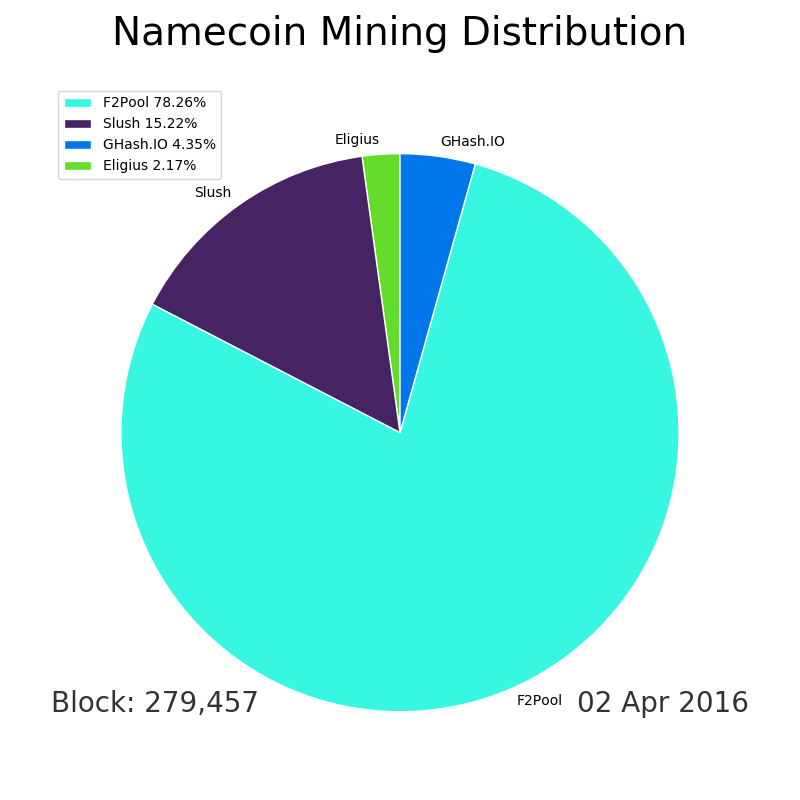 Namecoin Mining Distribution
F2Pool 78.26%
Slush 15.22%
GHash.IO 4.35%
Eligius 2.17%
Eligius
GHash.IO
Slush
F2Pool
Block: 279,457
02 Apr 2016